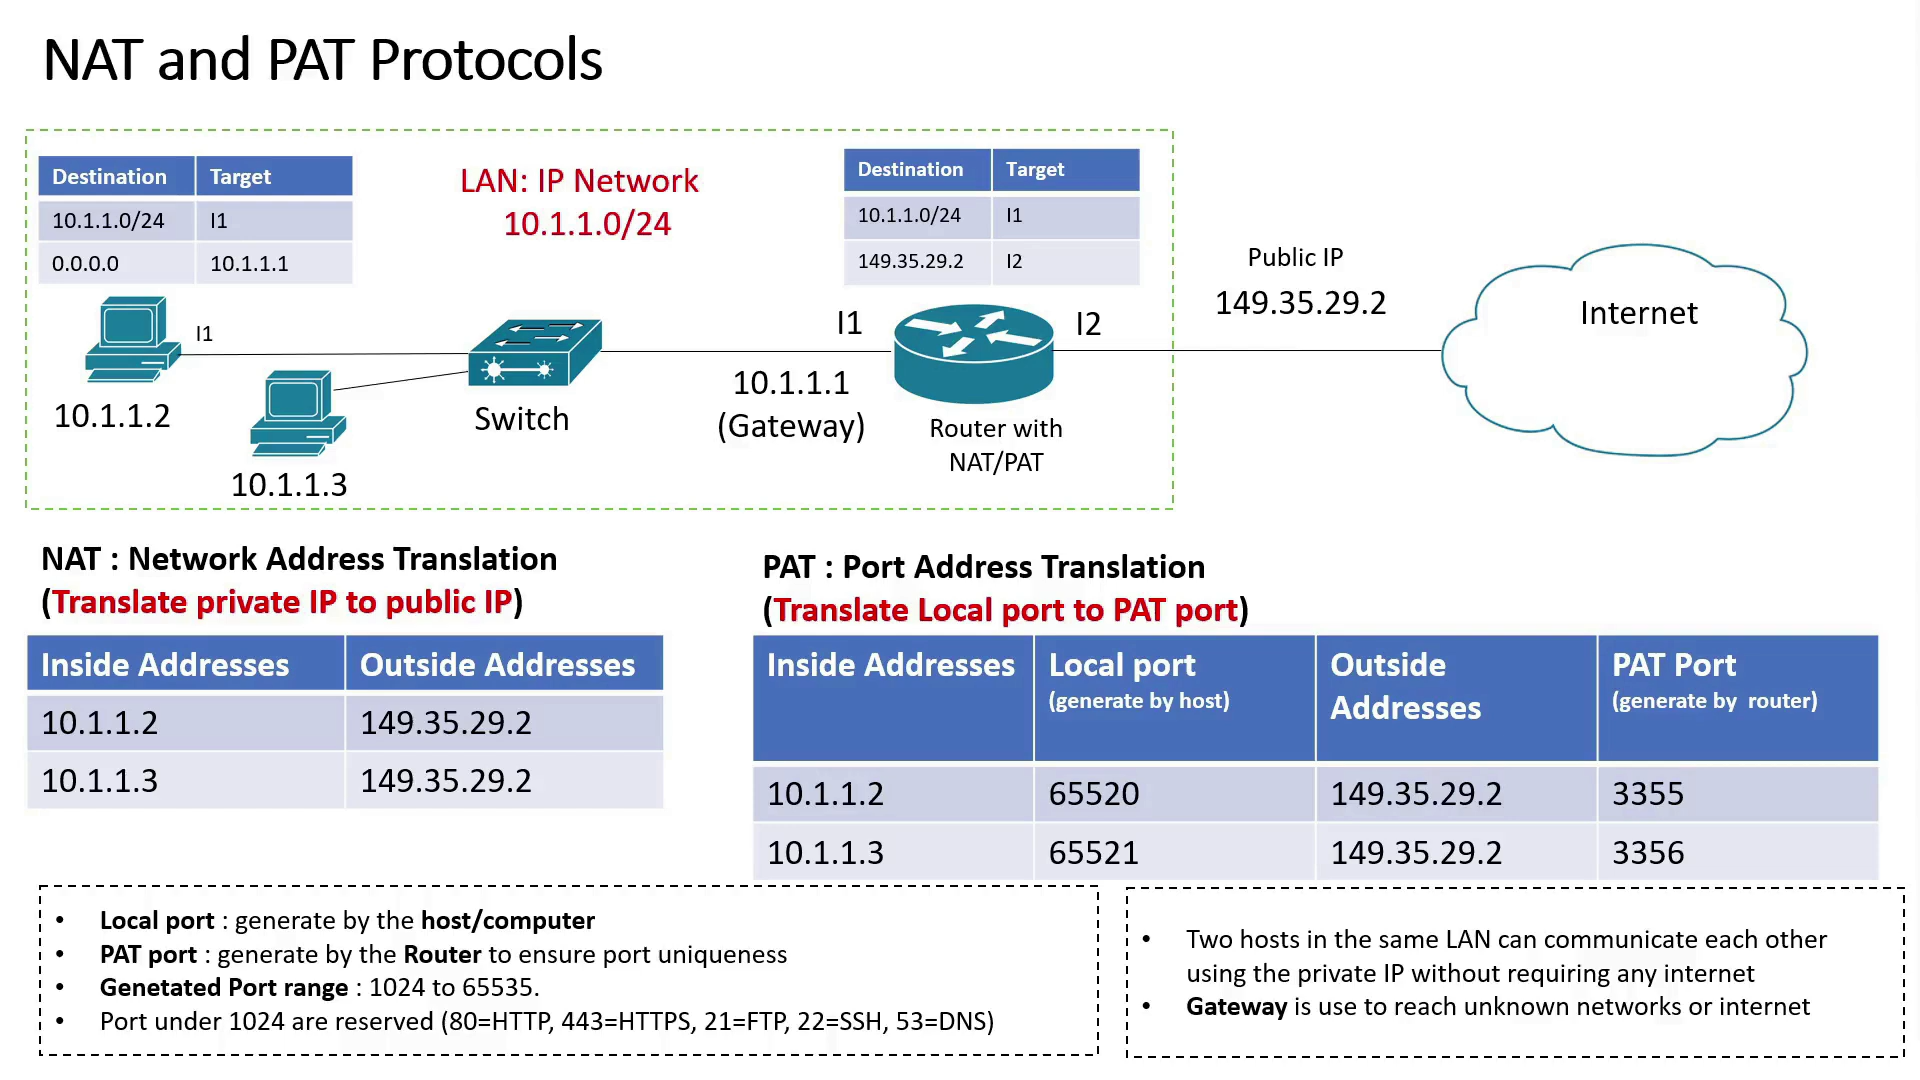 NAT and PAT Protocols
Destination Target
10.1.1.0/24 I1
0.0.0.0 10.1.1.1
LAN: IP Network
10.1.1.0/24
Destination Target
10.1.1.0/24 I1
149.35.29.2 I2
Public IP
149.35.29.2
Internet
I1
I1
I2
10.1.1.2
10.1.1.3
Switch
10.1.1.1
(Gateway)
Router with
NAT/PAT
NAT : Network Address Translation
(Translate private IP to public IP)
Inside Addresses Outside Addresses
10.1.1.2 149.35.29.2
10.1.1.3 149.35.29.2
PAT : Port Address Translation
(Translate Local port to PAT port)
Inside Addresses Local port (generate by host) Outside Addresses PAT Port (generate by router)
10.1.1.2 65520 149.35.29.2 3355
10.1.1.3 65521 149.35.29.2 3356
• Local port : generate by the host/computer
• PAT port : generate by the Router to ensure port uniqueness
• Genetated Port range : 1024 to 65535.
• Port under 1024 are reserved (80=HTTP, 443=HTTPS, 21=FTP, 22=SSH, 53=DNS)
• Two hosts in the same LAN can communicate each other
using the private IP without requiring any internet
• Gateway is use to reach unknown networks or internet